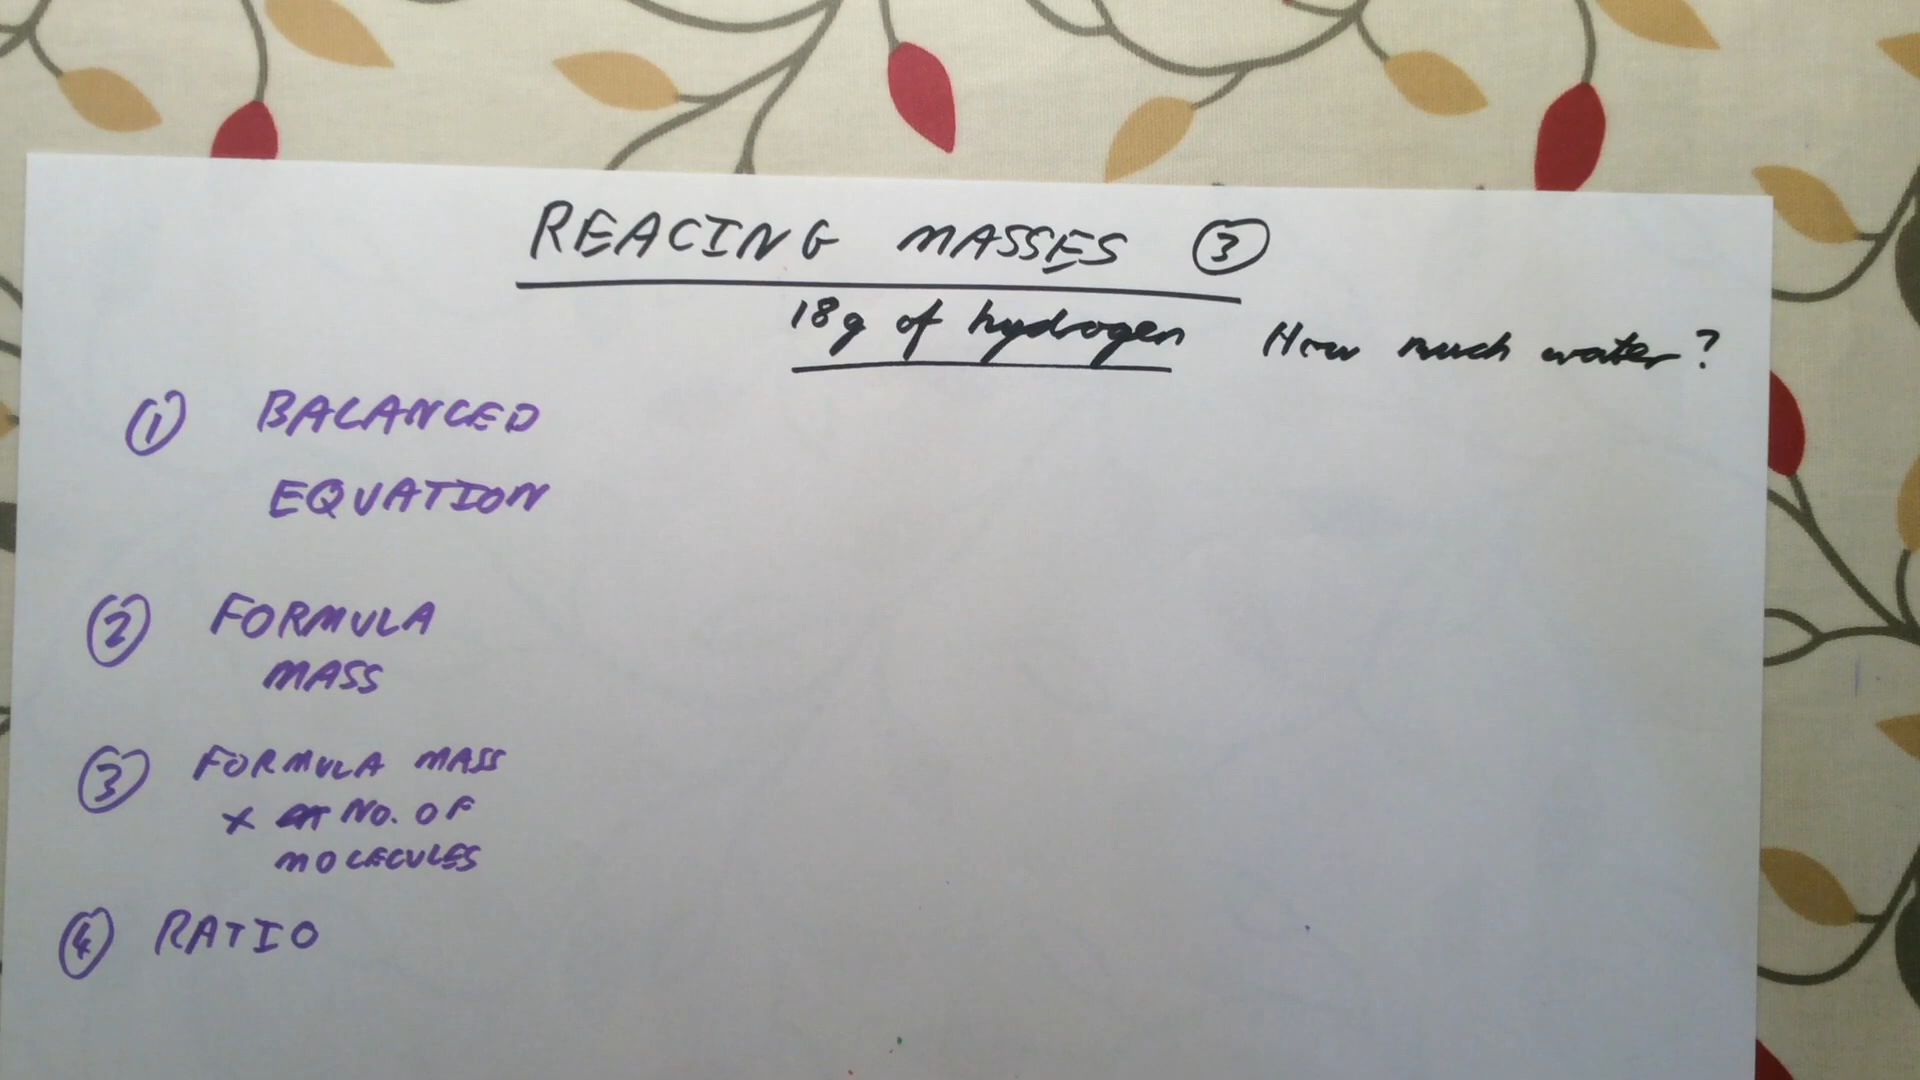 REACING MASSES ③
18g of hydrogen How much water?
① BALANCED
EQUATION
② FORMULA
MASS
③ FORMULA MASS
× No. OF
MOLECULES
④ RATIO